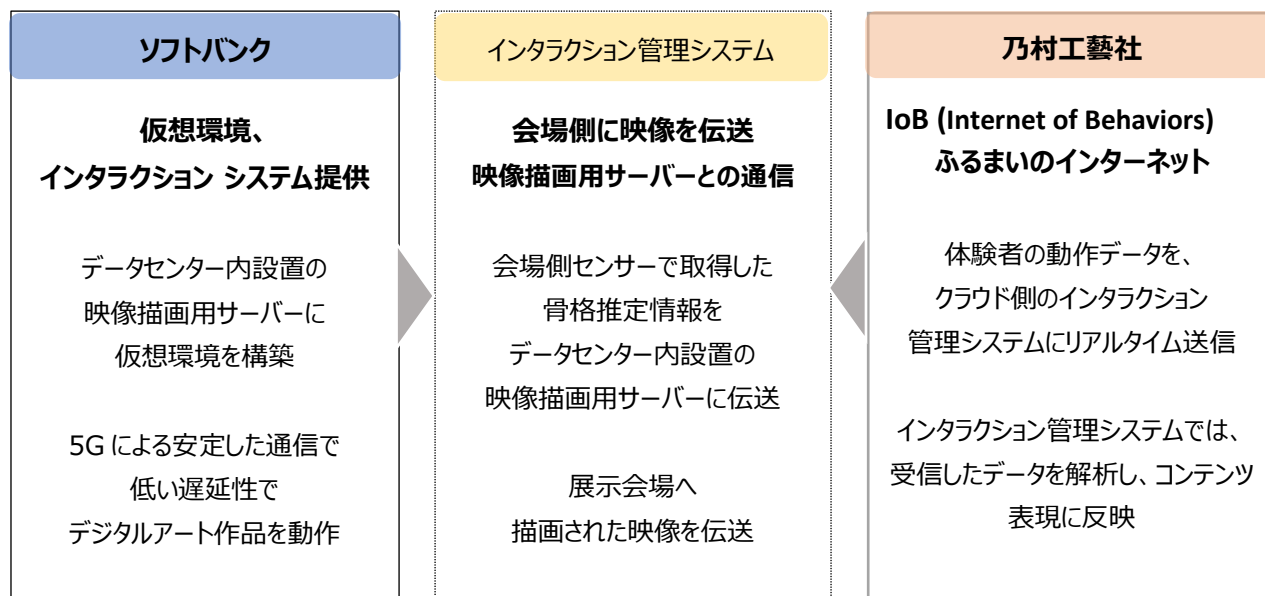 ソフトバンク
仮想環境、
インタラクション システム提供
データセンター内設置の
映像描画用サーバーに
仮想環境を構築
5G による安定した通信で
低い遅延性で
デジタルアート作品を動作
インタラクション管理システム
会場側に映像を伝送
映像描画用サーバーとの通信
会場側センサーで取得した
骨格推定情報を
データセンター内設置の
映像描画用サーバーに伝送
展示会場へ
描画された映像を伝送
乃村工藝社
IoB (Internet of Behaviors)
ふるまいのインターネット
体験者の動作データを、
クラウド側のインタラクション
管理システムにリアルタイム送信
インタラクション管理システムでは、
受信したデータを解析し、コンテンツ
表現に反映